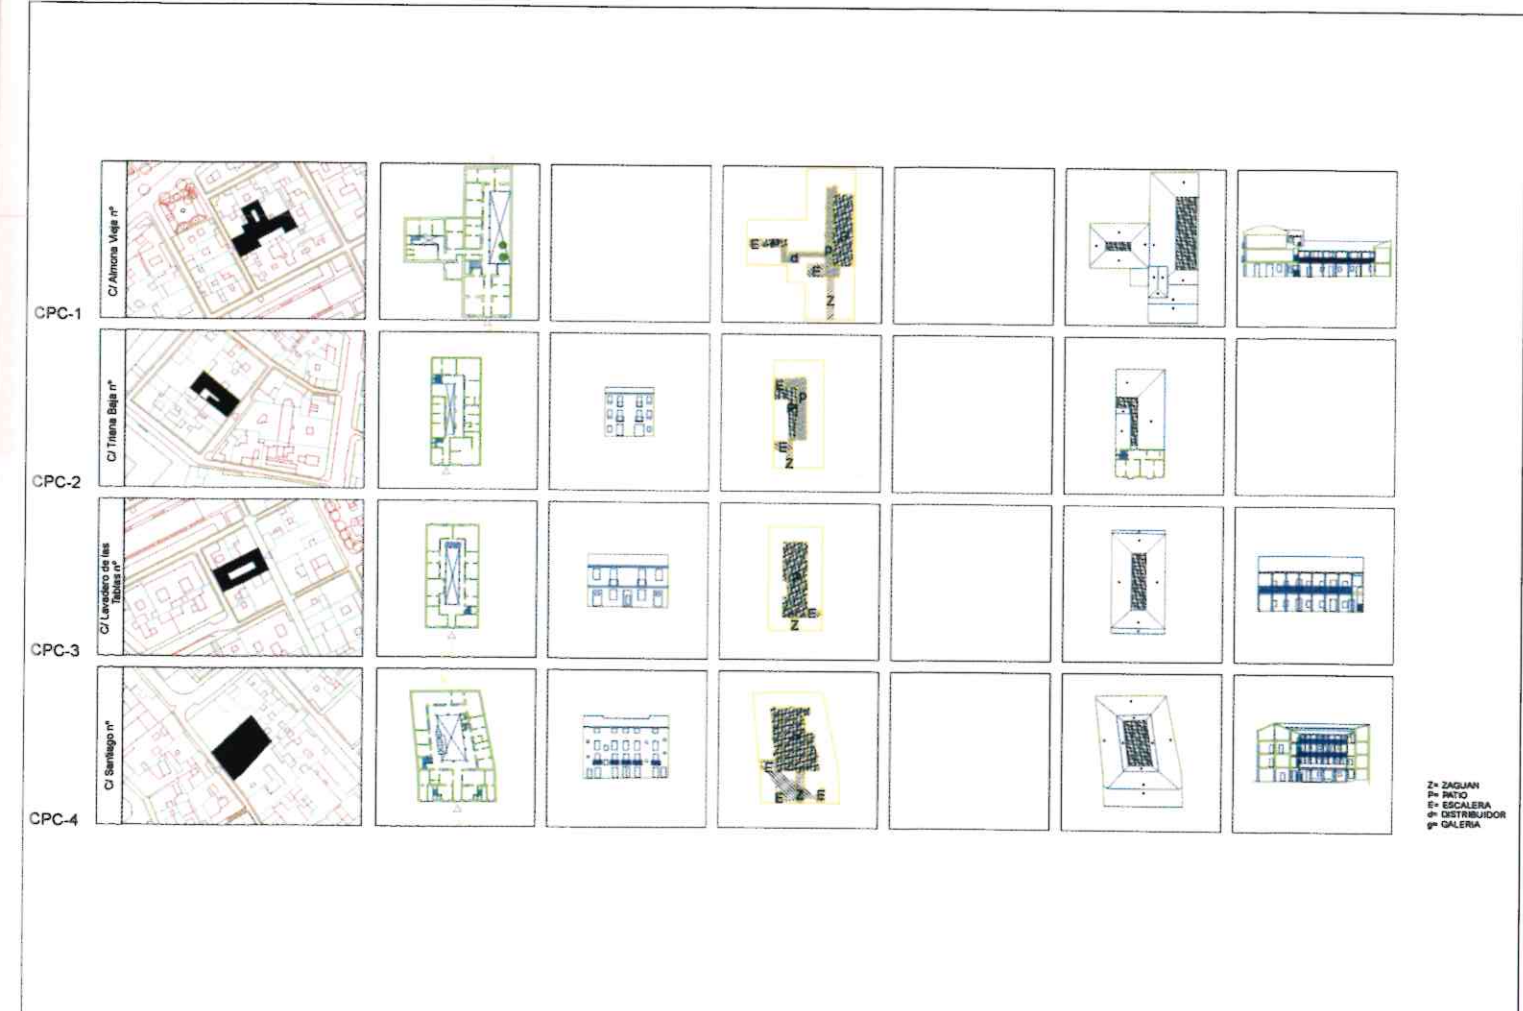 C/ Almona Vieja nº
CPC-1
E
P
d
E
Z
C/ Triana Baja nº
CPC-2
E
P
E
Z
C/ Lavadero de las
Tablas nº
CPC-3
E
Z
C/ Santiago nº
CPC-4
E
E
Z
E
Z= ZAGUAN
P= PATIO
E= ESCALERA
d= DISTRIBUIDOR
g= GALERIA